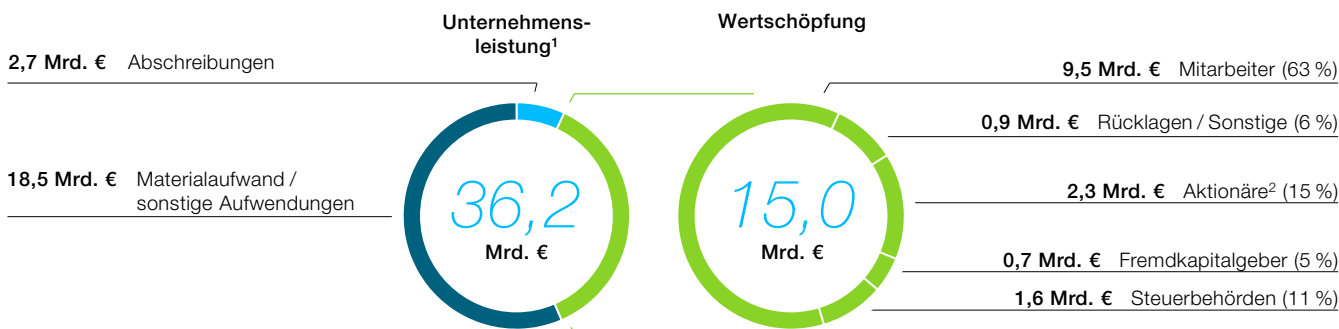 Unternehmens-
leistung¹
Wertschöpfung
2,7 Mrd. € Abschreibungen
18,5 Mrd. € Materialaufwand /
sonstige Aufwendungen
36,2
Mrd. €
15,0
Mrd. €
9,5 Mrd. € Mitarbeiter (63 %)
0,9 Mrd. € Rücklagen / Sonstige (6 %)
2,3 Mrd. € Aktionäre² (15 %)
0,7 Mrd. € Fremdkapitalgeber (5 %)
1,6 Mrd. € Steuerbehörden (11 %)